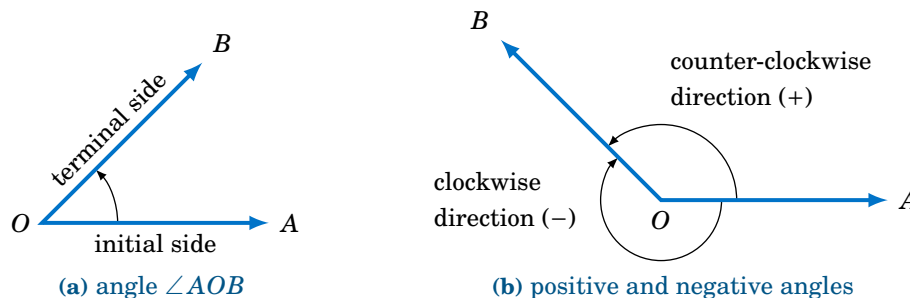 B
terminal side
O
A
initial side
(a) angle ∠AOB
B
counter-clockwise
direction (+)
clockwise
direction (−)
O
A
(b) positive and negative angles